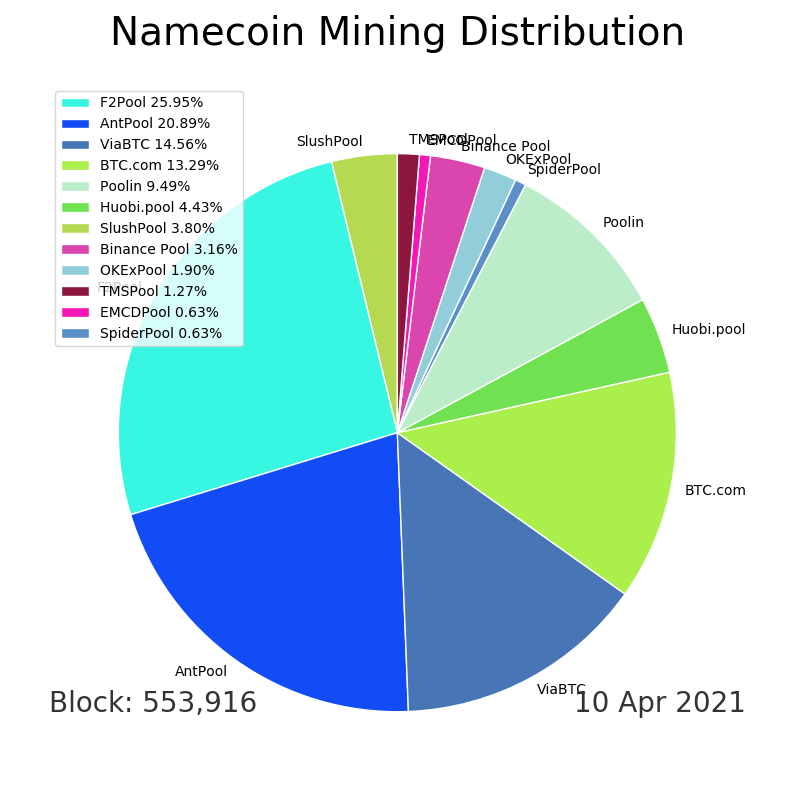 Namecoin Mining Distribution
F2Pool 25.95%
AntPool 20.89%
ViaBTC 14.56%
BTC.com 13.29%
Poolin 9.49%
Huobi.pool 4.43%
SlushPool 3.80%
Binance Pool 3.16%
OKExPool 1.90%
TMSPool 1.27%
EMCDPool 0.63%
SpiderPool 0.63%
SlushPool
TMSPool
EMCDPool
Binance Pool
OKExPool
SpiderPool
Poolin
Huobi.pool
BTC.com
ViaBTC
AntPool
F2Pool
Block: 553,916
10 Apr 2021